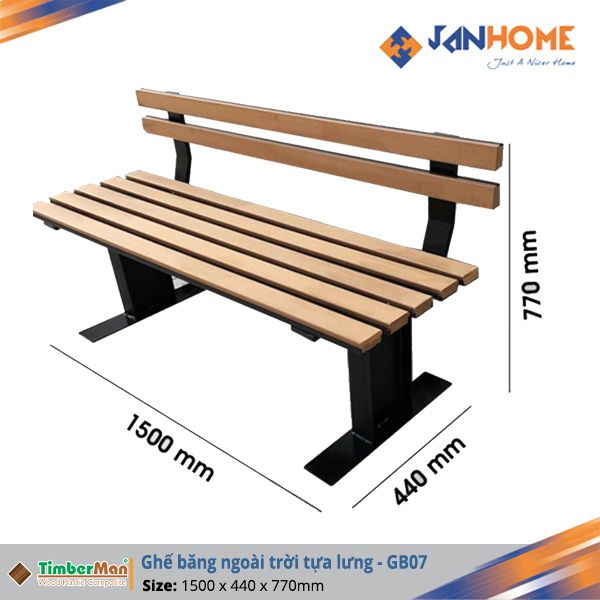 JANHOME
Just A Nicer Home
770 mm
1500 mm
440 mm
TimberMan®
Wood Plastic Composite
Ghế băng ngoài trời tựa lưng - GB07
Size: 1500 x 440 x 770mm